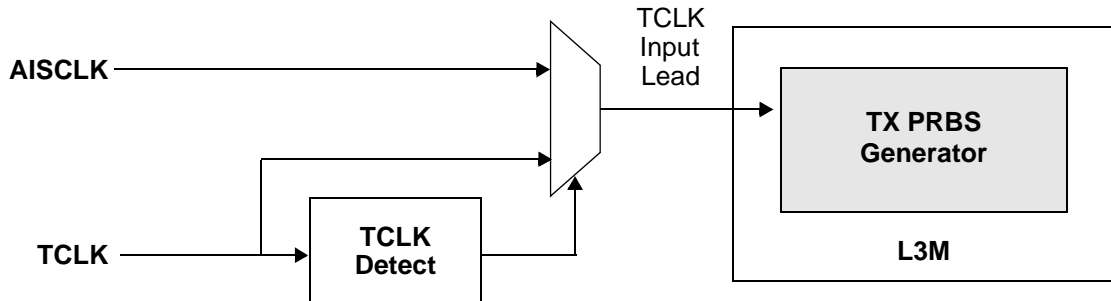 AISCLK
TCLK
Input
Lead
TX PRBS
Generator
TCLK
TCLK
Detect
L3M